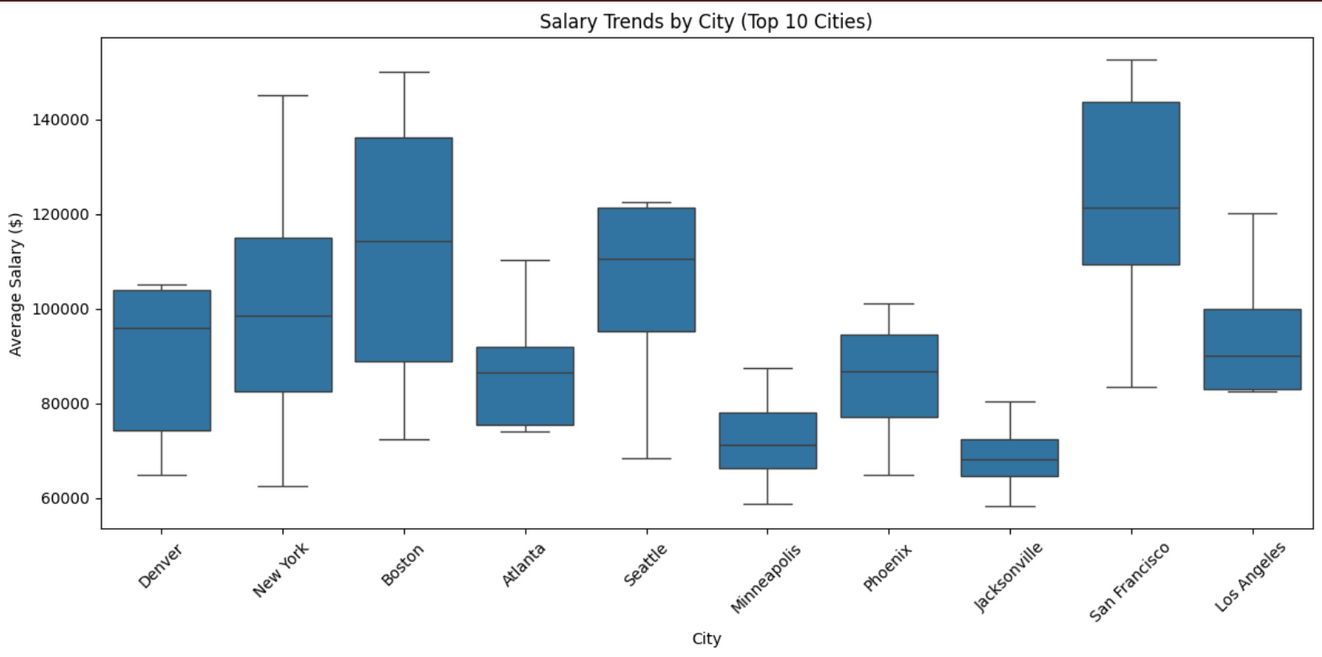 Salary Trends by City (Top 10 Cities)
Average Salary ($)
140000
120000
100000
80000
60000
Denver
New York
Boston
Atlanta
Seattle
Minneapolis
Phoenix
Jacksonville
San Francisco
Los Angeles
City